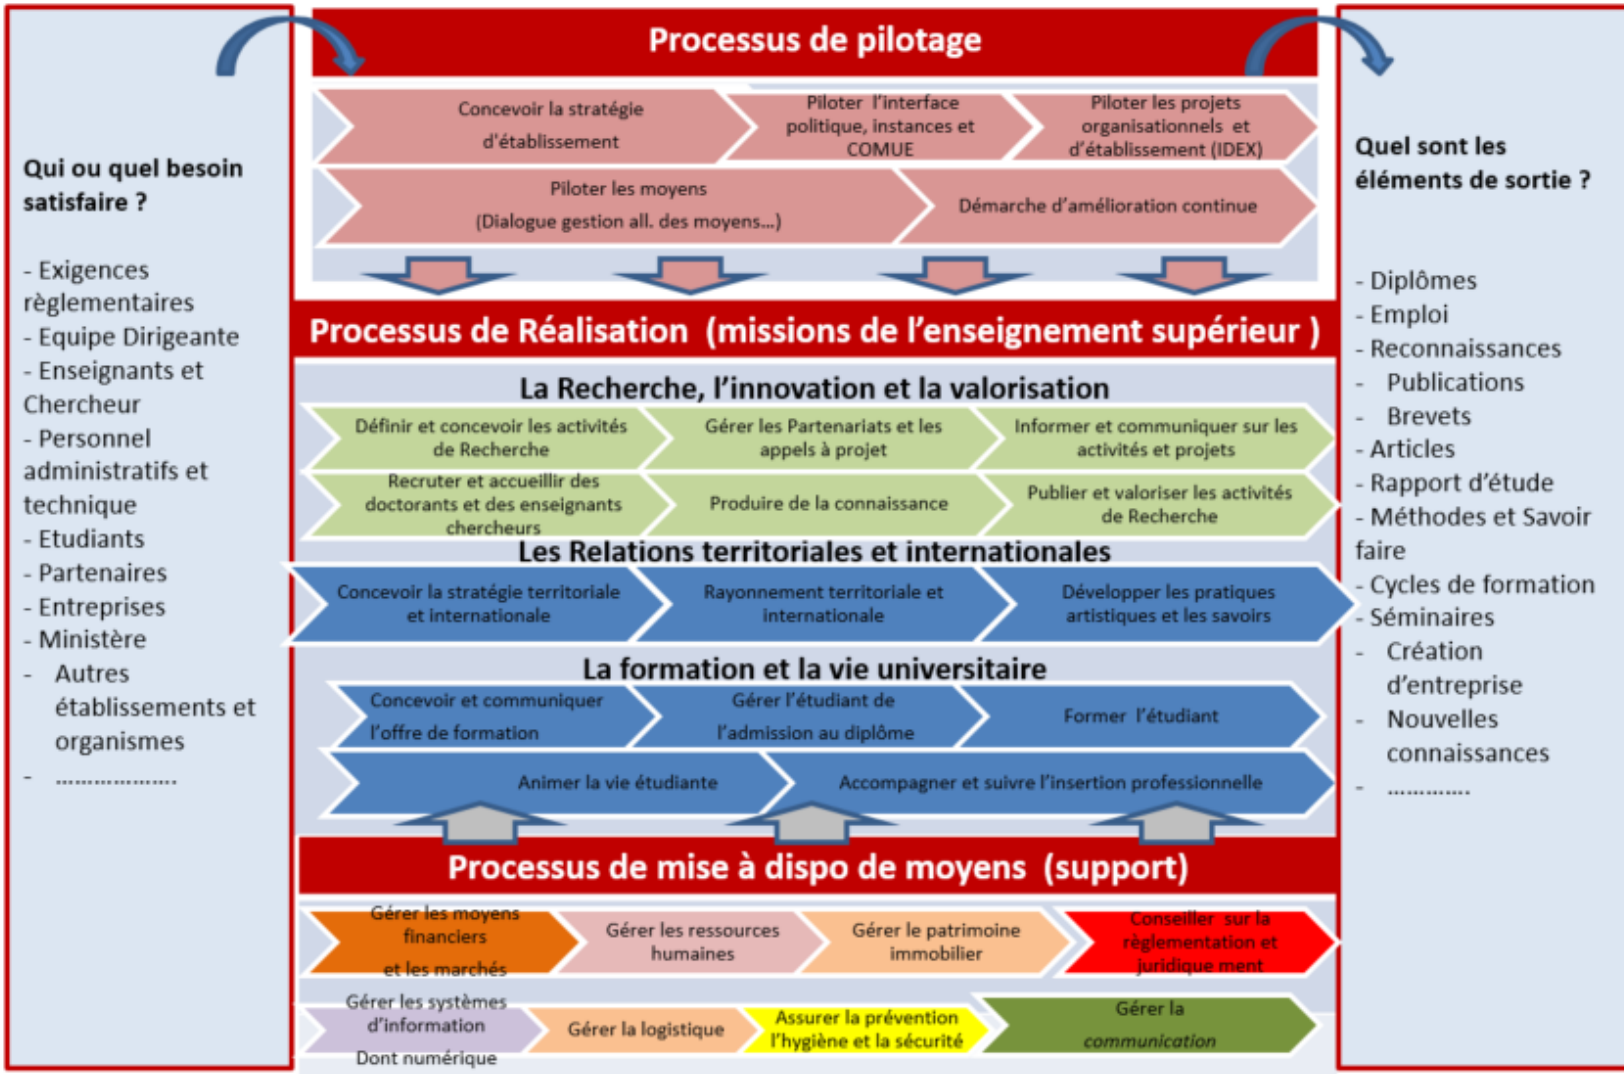 Qui ou quel besoin
satisfaire ?
- Exigences
règlementaires
- Equipe Dirigeante
- Enseignants et
Chercheur
- Personnel
administratifs et
technique
- Etudiants
- Partenaires
- Entreprises
- Ministère
- Autres
établissements et
organismes
- ………………..
Processus de pilotage
Concevoir la stratégie
d'établissement
Piloter l'interface
politique, instances et
COMUE
Piloter les projets
organisationnels et
d'établissement (IDEX)
Piloter les moyens
(Dialogue gestion all. des moyens…)
Démarche d'amélioration continue
Processus de Réalisation (missions de l'enseignement supérieur )
La Recherche, l'innovation et la valorisation
Définir et concevoir les activités
de Recherche
Gérer les Partenariats et les
appels à projet
Informer et communiquer sur les
activités et projets
Recruter et accueillir des
doctorants et des enseignants
chercheurs
Produire de la connaissance
Publier et valoriser les activités
de Recherche
Les Relations territoriales et internationales
Concevoir la stratégie territoriale
et internationale
Rayonnement territoriale et
internationale
Développer les pratiques
artistiques et les savoirs
La formation et la vie universitaire
Concevoir et communiquer
l'offre de formation
Gérer l'étudiant de
l'admission au diplôme
Former l'étudiant
Animer la vie étudiante
Accompagner et suivre l'insertion professionnelle
Processus de mise à dispo de moyens (support)
Gérer les moyens
financiers
et les marchés
Gérer les ressources
humaines
Gérer le patrimoine
immobilier
Conseiller sur la
règlementation et
juridique ment
Gérer les systèmes
d'information
Dont numérique
Gérer la logistique
Assurer la prévention
l'hygiène et la sécurité
Gérer la
communication
Quel sont les
éléments de sortie ?
- Diplômes
- Emploi
- Reconnaissances
- Publications
- Brevets
- Articles
- Rapport d'étude
- Méthodes et Savoir
faire
- Cycles de formation
- Séminaires
- Création
d'entreprise
- Nouvelles
connaissances
- ………….